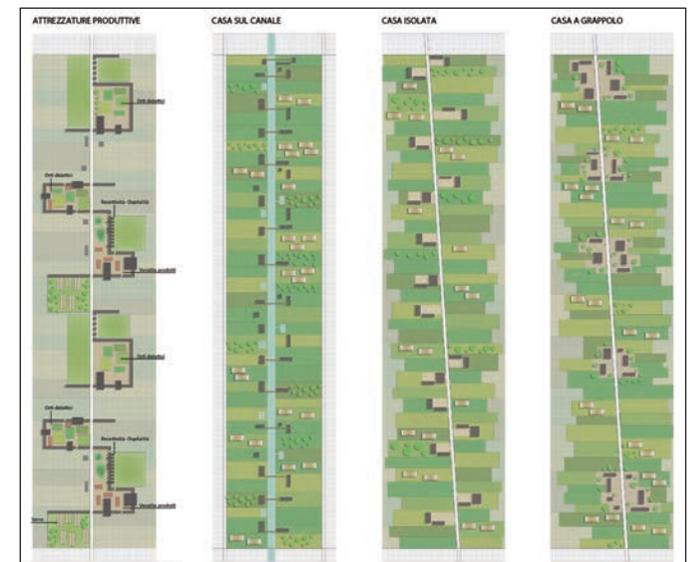 ATTREZZATURE PRODUTTIVE
CASA SUL CANALE
CASA ISOLATA
CASA A GRAPPOLO
Orti didattici
Orti didattici
Ricettività- Ospitalità
Vendita prodotti
Orti didattici
Orti didattici
Ricettività- Ospitalità
Vendita prodotti
Serre